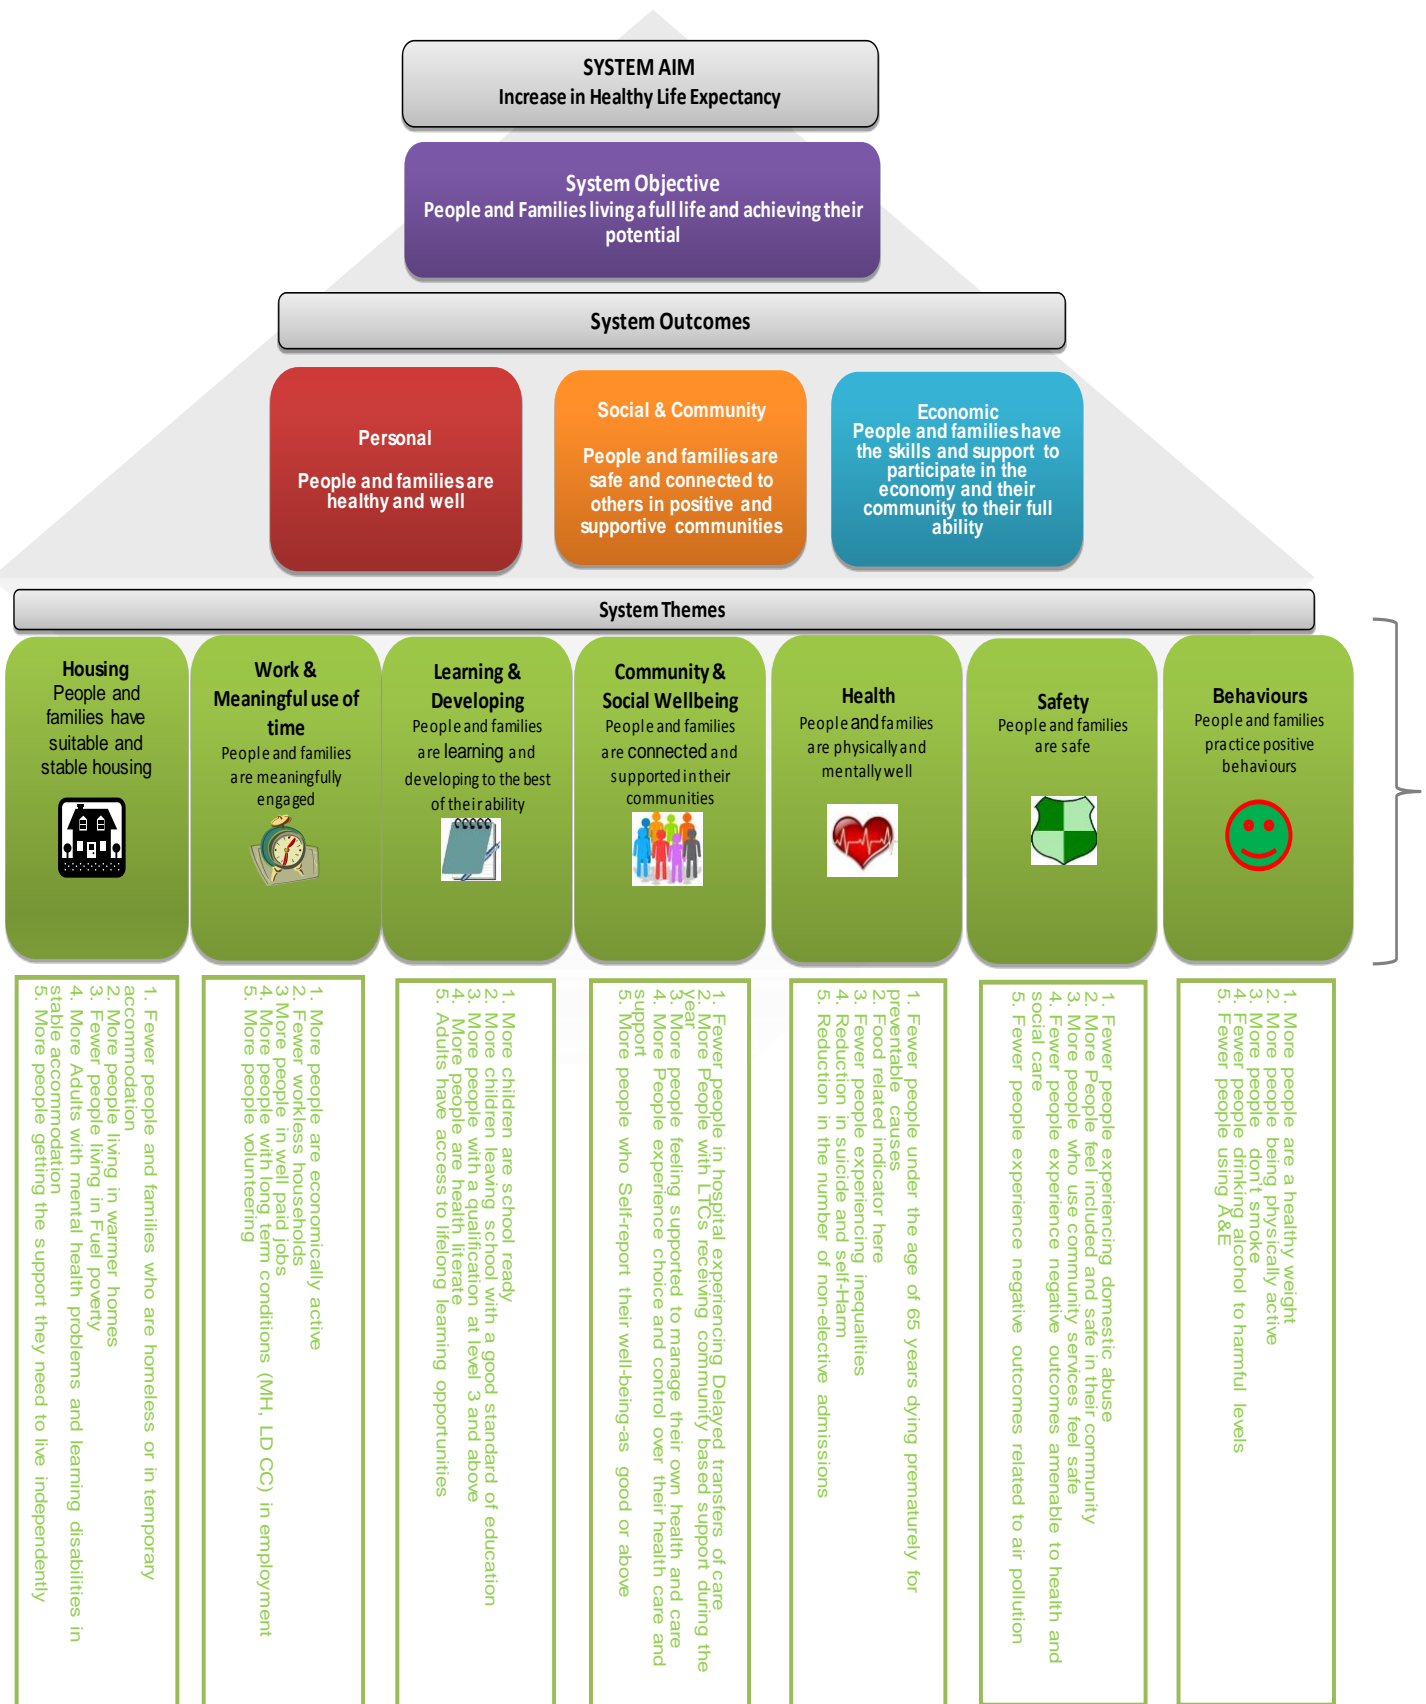 SYSTEM AIM
Increase in Healthy Life Expectancy
System Objective
People and Families living a full life and achieving their
potential
System Outcomes
Personal
People and families are
healthy and well
Social & Community
People and families are
safe and connected to
others in positive and
supportive communities
Economic
People and families have
the skills and support to
participate in the
economy and their
community to their full
ability
System Themes
Housing
People and
families have
suitable and
stable housing
Work &
Meaningful use of
time
People and families
are meaningfully
engaged
Learning &
Developing
People and families
are learning and
developing to the best
of their ability
Community &
Social Wellbeing
People and families
are connected and
supported in their
communities
Health
People and families
are physically and
mentally well
Safety
People and families
are safe
Behaviours
People and families
practice positive
behaviours
1. Fewer people and families who are homeless or in temporary
accommodation
2. More people living in warmer homes
3. Fewer people living in Fuel poverty
4. More Adults with mental health problems and learning disabilities in
stable accommodation
5. More people getting the support they need to live independently
1. More people are economically active
2. Fewer workless households
3 More people in well paid jobs
4. More people with long term conditions (MH, LD CC) in employment
5. More people volunteering
1 More children are school ready
2. More children leaving school with a good standard of education
3. More people with a qualification at level 3 and above
4. More people are health literate
5. Adults have access to lifelong learning opportunities
1. Fewer people in hospital experiencing Delayed transfers of care
2. More People with LTCs receiving community based support during the
year
3. More people feeling supported to manage their own health and care
4. More People experience choice and control over their health care and
support
5. More people who Self-report their well-being-as good or above
1. Fewer people under the age of 65 years dying prematurely for
preventable causes
2. Food related indicator here
3. Fewer people experiencing inequalities
4. Reduction in suicide and self-Harm
5. Reduction in the number of non-elective admissions
1. Fewer people experiencing domestic abuse
2. More People feel included and safe in their community
3. More people who use community services feel safe
4. Fewer people experience negative outcomes amenable to health and
social care
5. Fewer people experience negative outcomes related to air pollution
1. More people are a healthy weight
2. More people being physically active
3. More people don't smoke
4. Fewer people drinking alcohol to harmful levels
5. Fewer people using A&E